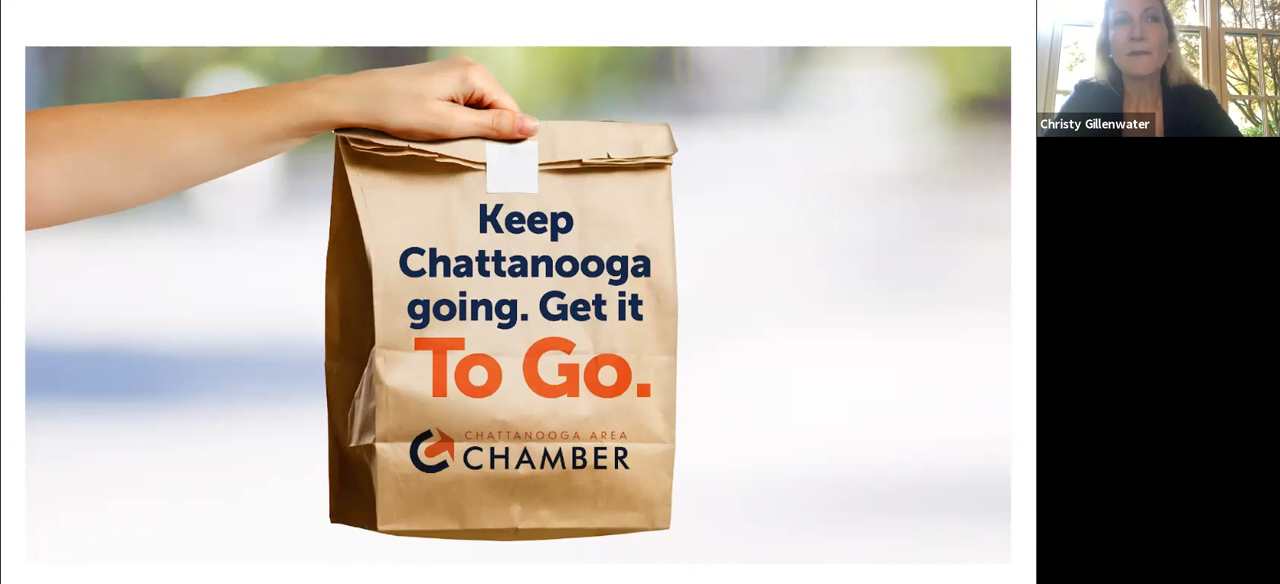 Keep
Chattanooga
going. Get it
To Go.
CHATTANOOGA AREA
CHAMBER
Christy Gillenwater